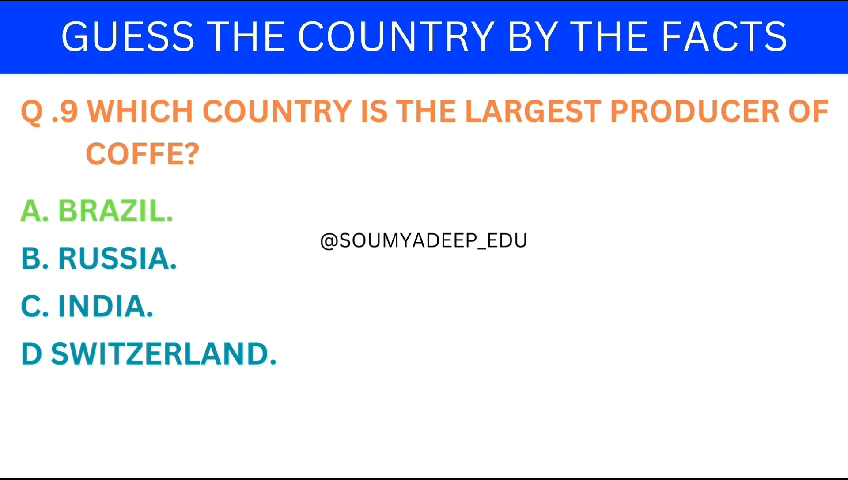 GUESS THE COUNTRY BY THE FACTS
Q .9 WHICH COUNTRY IS THE LARGEST PRODUCER OF
COFFE?
A. BRAZIL.
@SOUMYADEEP_EDU
B. RUSSIA.
C. INDIA.
D SWITZERLAND.